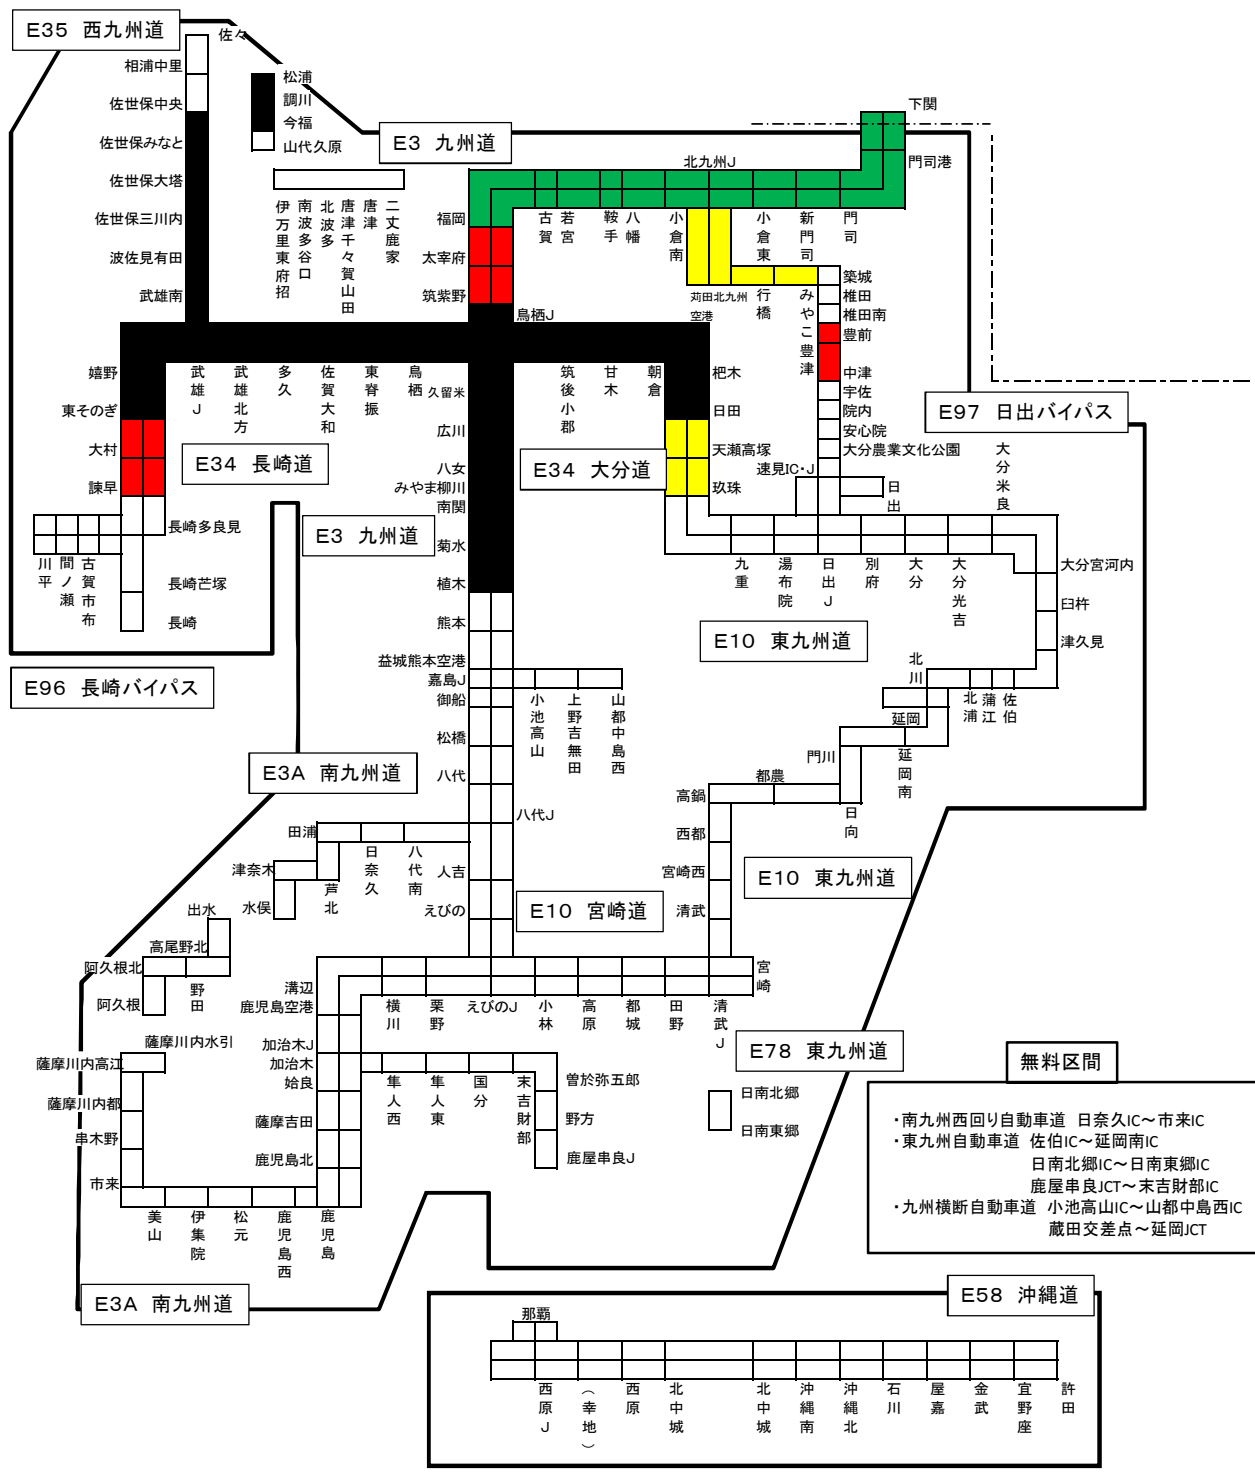 E35 西九州道
佐々
相浦中里
佐世保中央
佐世保みなと
佐世保大塔
佐世保三川内
波佐見有田
武雄南
松浦
調川
今福
山代久原
E3 九州道
下関
門司港
北九州J
伊万里東府招
南波多谷口
北波多
唐津千々賀山田
唐津
二丈鹿家
福岡
太宰府
筑紫野
鳥栖J
古賀
若宮
鞍手
八幡
小倉南
小倉東
新門司
門司
苅田北九州
空港
行橋
みやこ豊津
築城
椎田
椎田南
豊前
中津
宇佐
院内
安心院
大分農業文化公園
速見IC・J
日出
大分米良
E97 日出バイパス
嬉野
東そのぎ
大村
諫早
武雄J
武雄北方
多久
佐賀大和
東脊振
鳥栖
久留米
筑後小郡
甘木
朝倉
杷木
日田
天瀬高塚
玖珠
E34 長崎道
E34 大分道
広川
八女
みやま柳川
南関
菊水
植木
E3 九州道
長崎多良見
川平
間ノ瀬
古賀市布
長崎芒塚
長崎
E96 長崎バイパス
九重
湯布院
日出J
別府
大分
大分光吉
大分宮河内
臼杵
津久見
E10 東九州道
熊本
益城熊本空港
嘉島J
御船
松橋
八代
小池高山
上野吉無田
山都中島西
北川
北浦
蒲江
佐伯
延岡
延岡南
門川
日向
都農
高鍋
西都
宮崎西
清武
E3A 南九州道
八代J
田浦
津奈木
水俣
芦北
日奈久
八代南
人吉
えびの
E10 宮崎道
E10 東九州道
出水
高尾野北
阿久根北
阿久根
野田
溝辺
鹿児島空港
横川
栗野
えびのJ
小林
高原
都城
田野
清武J
宮崎
E78 東九州道
薩摩川内水引
薩摩川内高江
薩摩川内都
串木野
市来
加治木J
加治木
姶良
薩摩吉田
鹿児島北
隼人西
隼人東
国分
末吉財部
曽於弥五郎
野方
鹿屋串良J
日南北郷
日南東郷
美山
伊集院
松元
鹿児島西
鹿児島
E3A 南九州道
無料区間
・南九州西回り自動車道 日奈久IC～市来IC
・東九州自動車道 佐伯IC～延岡南IC
日南北郷IC～日南東郷IC
鹿屋串良JCT～末吉財部IC
・九州横断自動車道 小池高山IC～山都中島西IC
蔵田交差点～延岡JCT
E58 沖縄道
那覇
西原J
（幸地）
西原
北中城
北中城
沖縄南
沖縄北
石川
屋嘉
金武
宜野座
許田